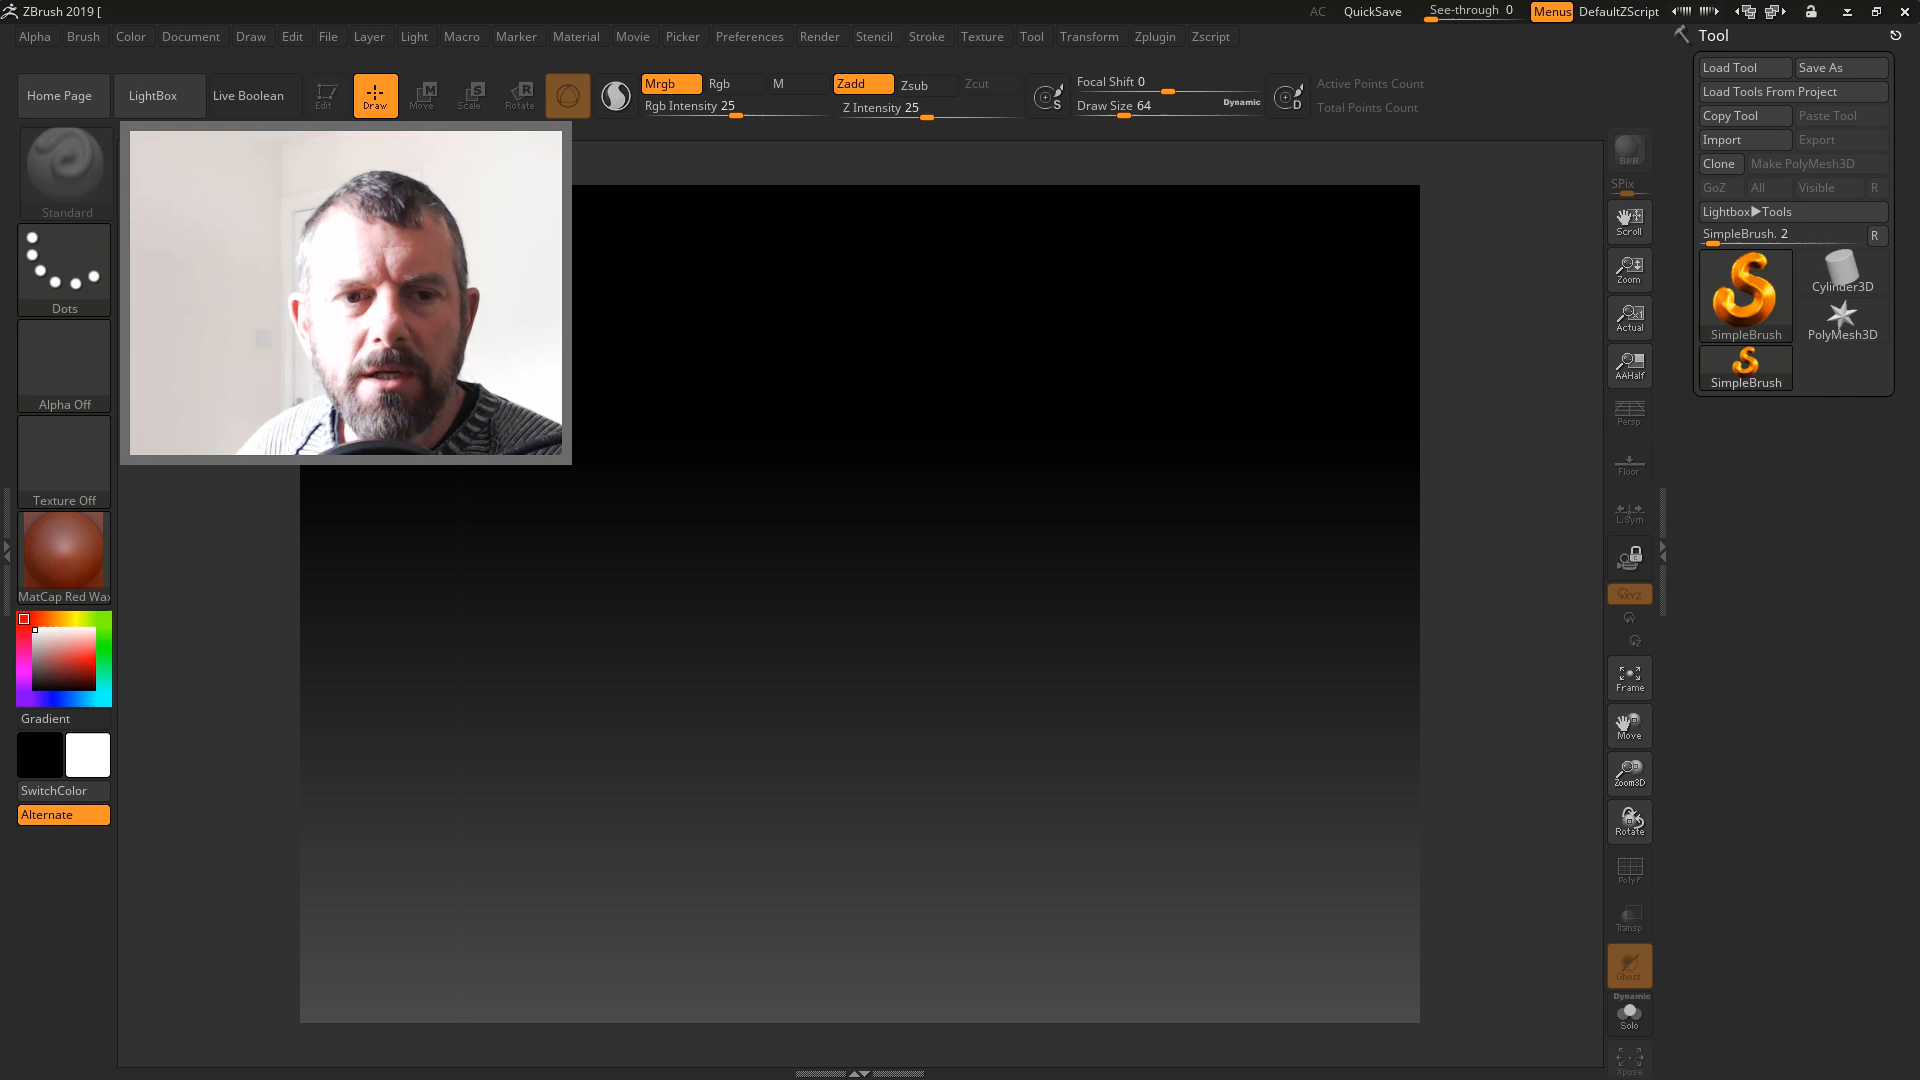 ZBrush 2019 [
AC QuickSave See-through 0 Menus DefaultZScript
Alpha Brush Color Document Draw Edit File Layer Light Macro Marker Material Movie Picker Preferences Render Stencil Stroke Texture Tool Transform Zplugin Zscript
Home Page LightBox Live Boolean Edit Draw Move Scale Rotate
Mrgb Rgb M Zadd Zsub Zcut
Rgb Intensity 25 Z Intensity 25
Focal Shift 0
Draw Size 64 Dynamic
S
D
Active Points Count
Total Points Count
Standard
Dots
Alpha Off
Texture Off
MatCap Red Wax
Gradient
SwitchColor
Alternate
BPR
SPix
Scroll
Zoom
Actual
AAHalf
Persp
Floor
L.Sym
XYZ
Y
Z
Frame
Move
Zoom3D
Rotate
PolyF
Transp
Ghost
Dynamic
Solo
Xpose
Tool
Load Tool Save As
Load Tools From Project
Copy Tool Paste Tool
Import Export
Clone Make PolyMesh3D
GoZ All Visible R
Lightbox▶Tools
SimpleBrush. 2 R
SimpleBrush Cylinder3D
PolyMesh3D
SimpleBrush